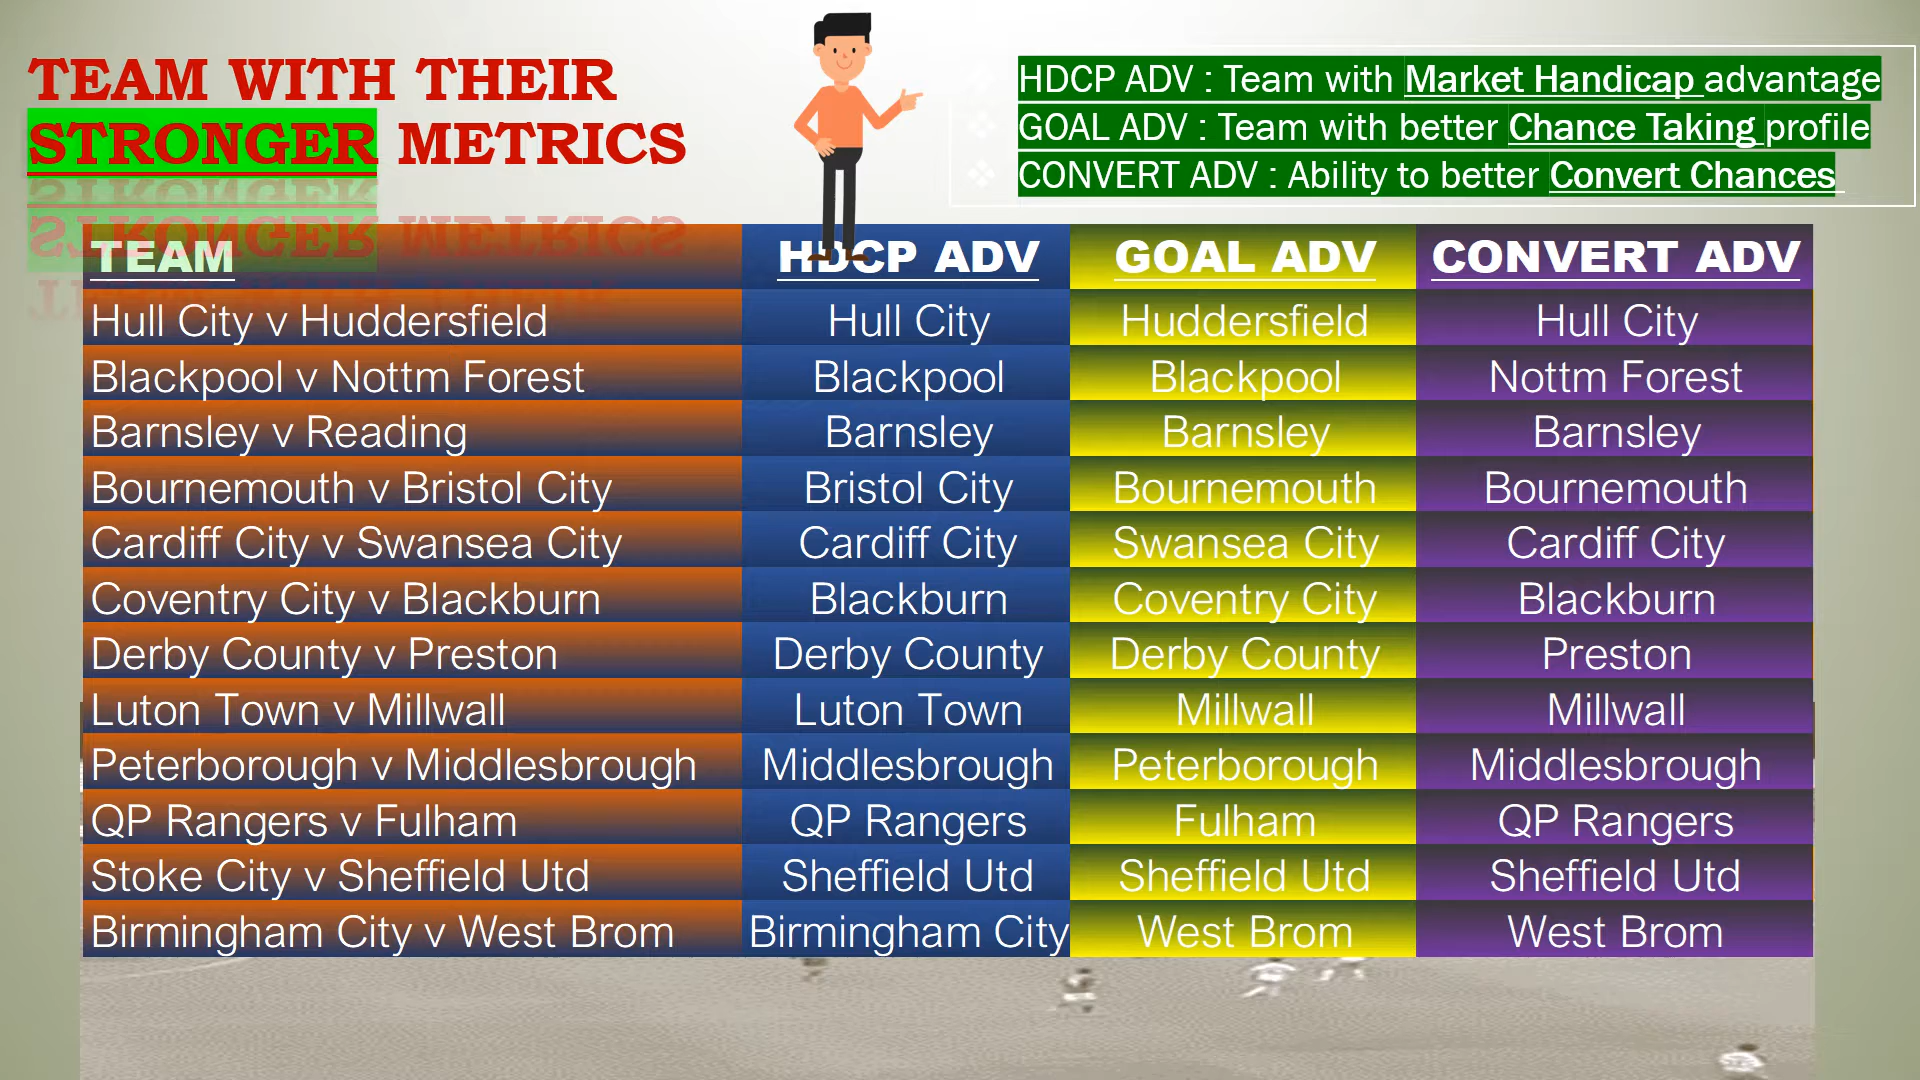 TEAM WITH THEIR
STRONGER METRICS
HDCP ADV : Team with Market Handicap advantage
GOAL ADV : Team with better Chance Taking profile
CONVERT ADV : Ability to better Convert Chances
TEAM HDCP ADV GOAL ADV CONVERT ADV
Hull City v Huddersfield Hull City Huddersfield Hull City
Blackpool v Nottm Forest Blackpool Blackpool Nottm Forest
Barnsley v Reading Barnsley Barnsley Barnsley
Bournemouth v Bristol City Bristol City Bournemouth Bournemouth
Cardiff City v Swansea City Cardiff City Swansea City Cardiff City
Coventry City v Blackburn Blackburn Coventry City Blackburn
Derby County v Preston Derby County Derby County Preston
Luton Town v Millwall Luton Town Millwall Millwall
Peterborough v Middlesbrough Middlesbrough Peterborough Middlesbrough
QP Rangers v Fulham QP Rangers Fulham QP Rangers
Stoke City v Sheffield Utd Sheffield Utd Sheffield Utd Sheffield Utd
Birmingham City v West Brom Birmingham City West Brom West Brom